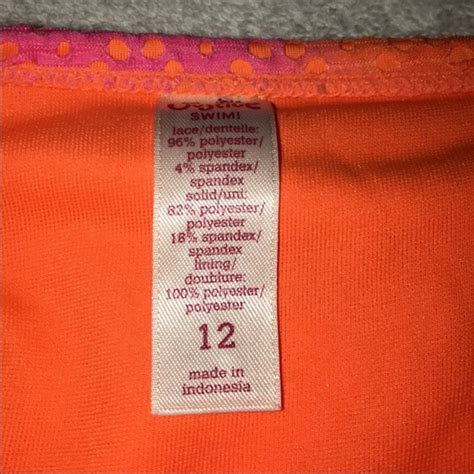 SWIM!
lace/dentelle:
96% polyester/
polyester
4% spandex/
spandex
solid/uni:
82% polyester/
polyester
18% spandex/
spandex
lining/
doublure:
100% polyester/
polyester
12
made in
indonesia